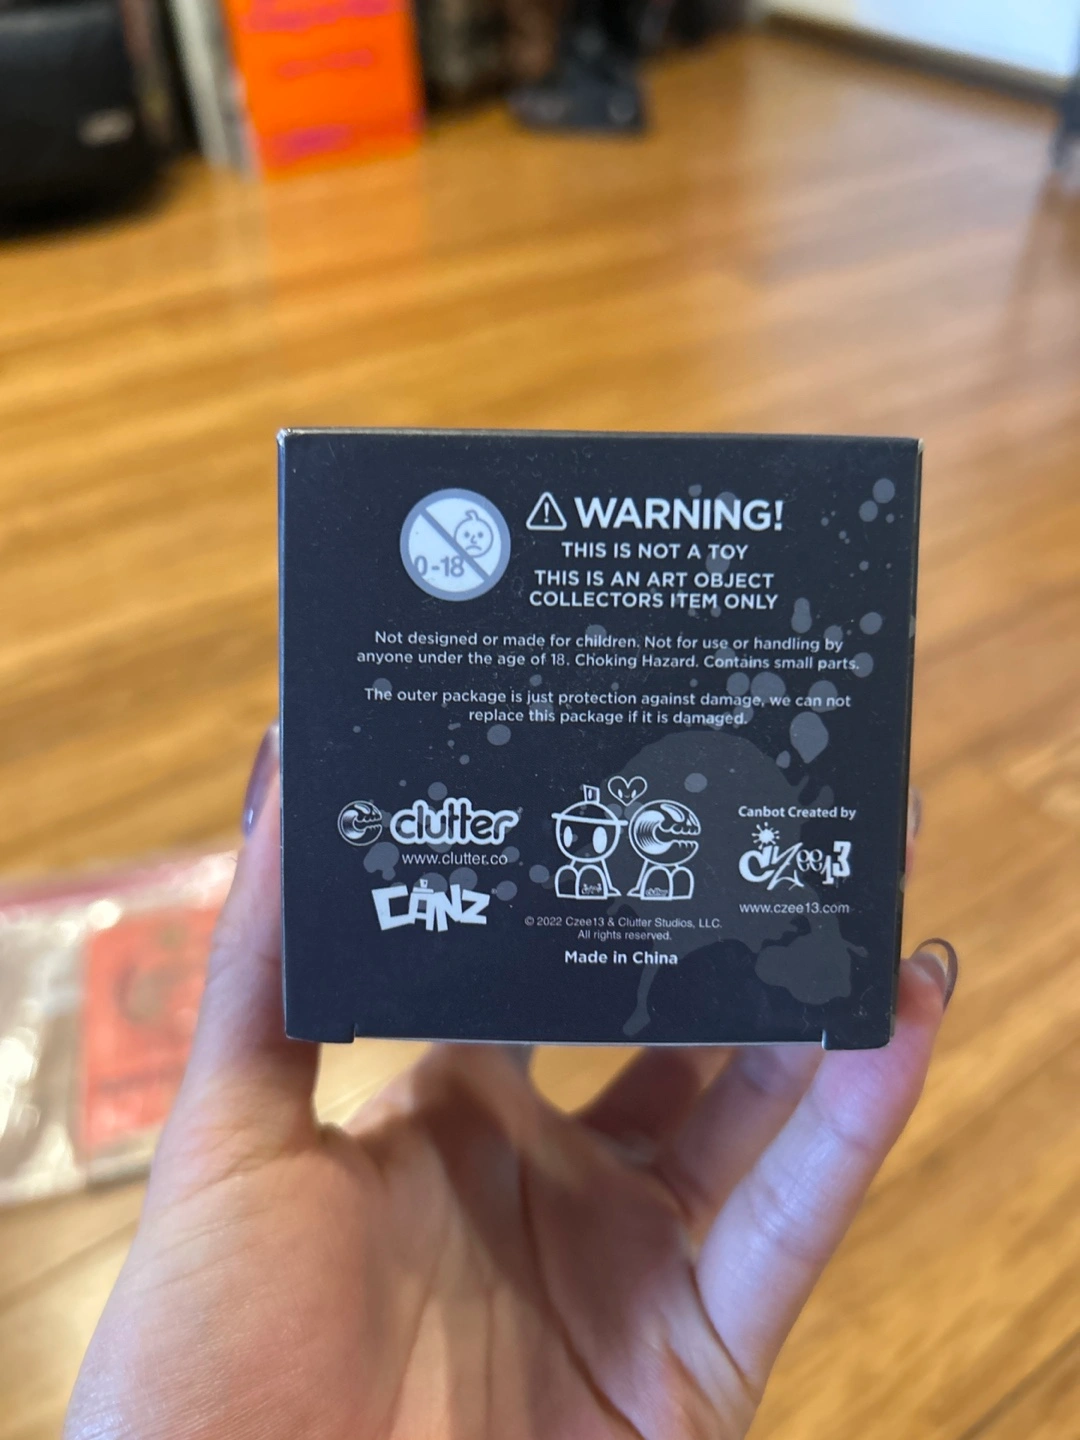 0-18
WARNING!
THIS IS NOT A TOY
THIS IS AN ART OBJECT
COLLECTORS ITEM ONLY
Not designed or made for children. Not for use or handling by
anyone under the age of 18. Choking Hazard. Contains small parts.
The outer package is just protection against damage, we can not
replace this package if it is damaged.
clutter
www.clutter.co
CANZ
Canbot Created by
CZee13
www.czee13.com
© 2022 Czee13 & Clutter Studios, LLC.
All rights reserved.
Made in China